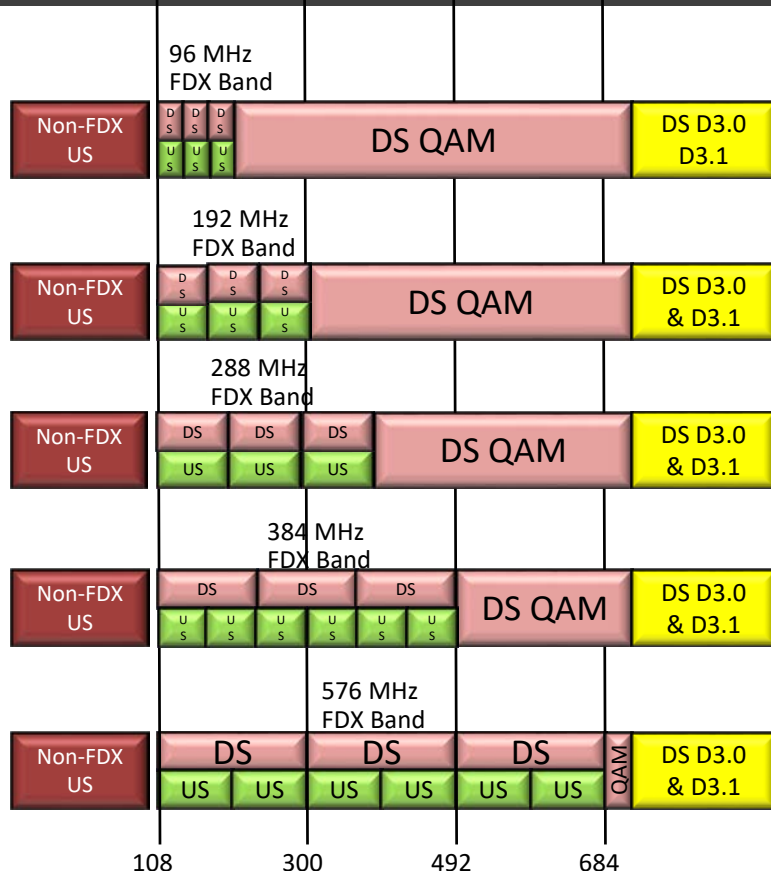 96 MHz
FDX Band
Non-FDX
US
D
S
D
S
D
S
U
S
U
S
U
S
DS QAM
DS D3.0
D3.1
192 MHz
FDX Band
Non-FDX
US
D
S
D
S
D
S
U
S
U
S
U
S
DS QAM
DS D3.0
& D3.1
288 MHz
FDX Band
Non-FDX
US
DS DS DS
US US US
DS QAM
DS D3.0
& D3.1
384 MHz
FDX Band
Non-FDX
US
DS DS DS
U
S
U
S
U
S
U
S
U
S
U
S
DS QAM
DS D3.0
& D3.1
576 MHz
FDX Band
Non-FDX
US
DS DS DS
US US US US US US
QAM
DS D3.0
& D3.1
108 300 492 684